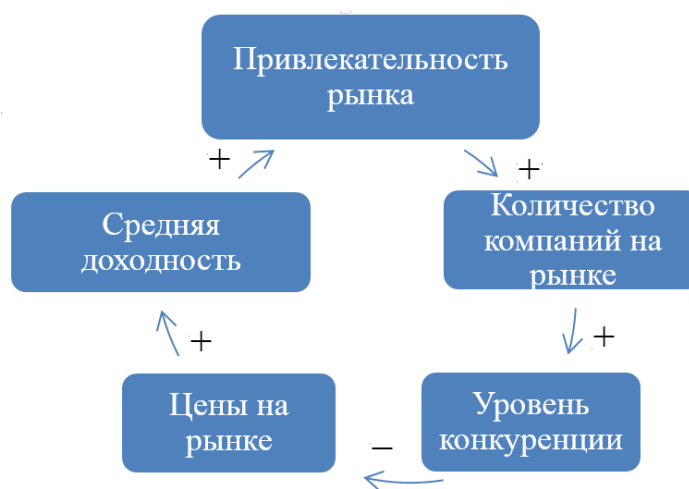 Привлекательность
рынка
+
+
Средняя
доходность
Количество
компаний на
рынке
+
+
Цены на
рынке
Уровень
конкуренции
−